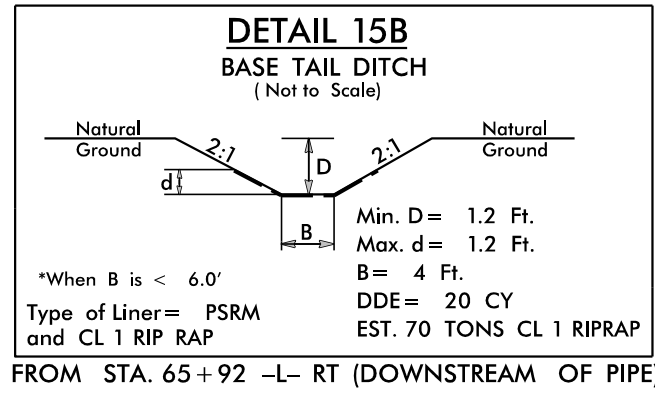 DETAIL 15B
BASE TAIL DITCH
( Not to Scale)
Natural
Ground
2:1
D
2:1
Natural
Ground
d
B
Min. D = 1.2 Ft.
Max. d = 1.2 Ft.
B = 4 Ft.
DDE = 20 CY
EST. 70 TONS CL 1 RIPRAP
*When B is < 6.0'
Type of Liner = PSRM
and CL 1 RIP RAP
FROM STA. 65+92 -L- RT (DOWNSTREAM OF PIPE)